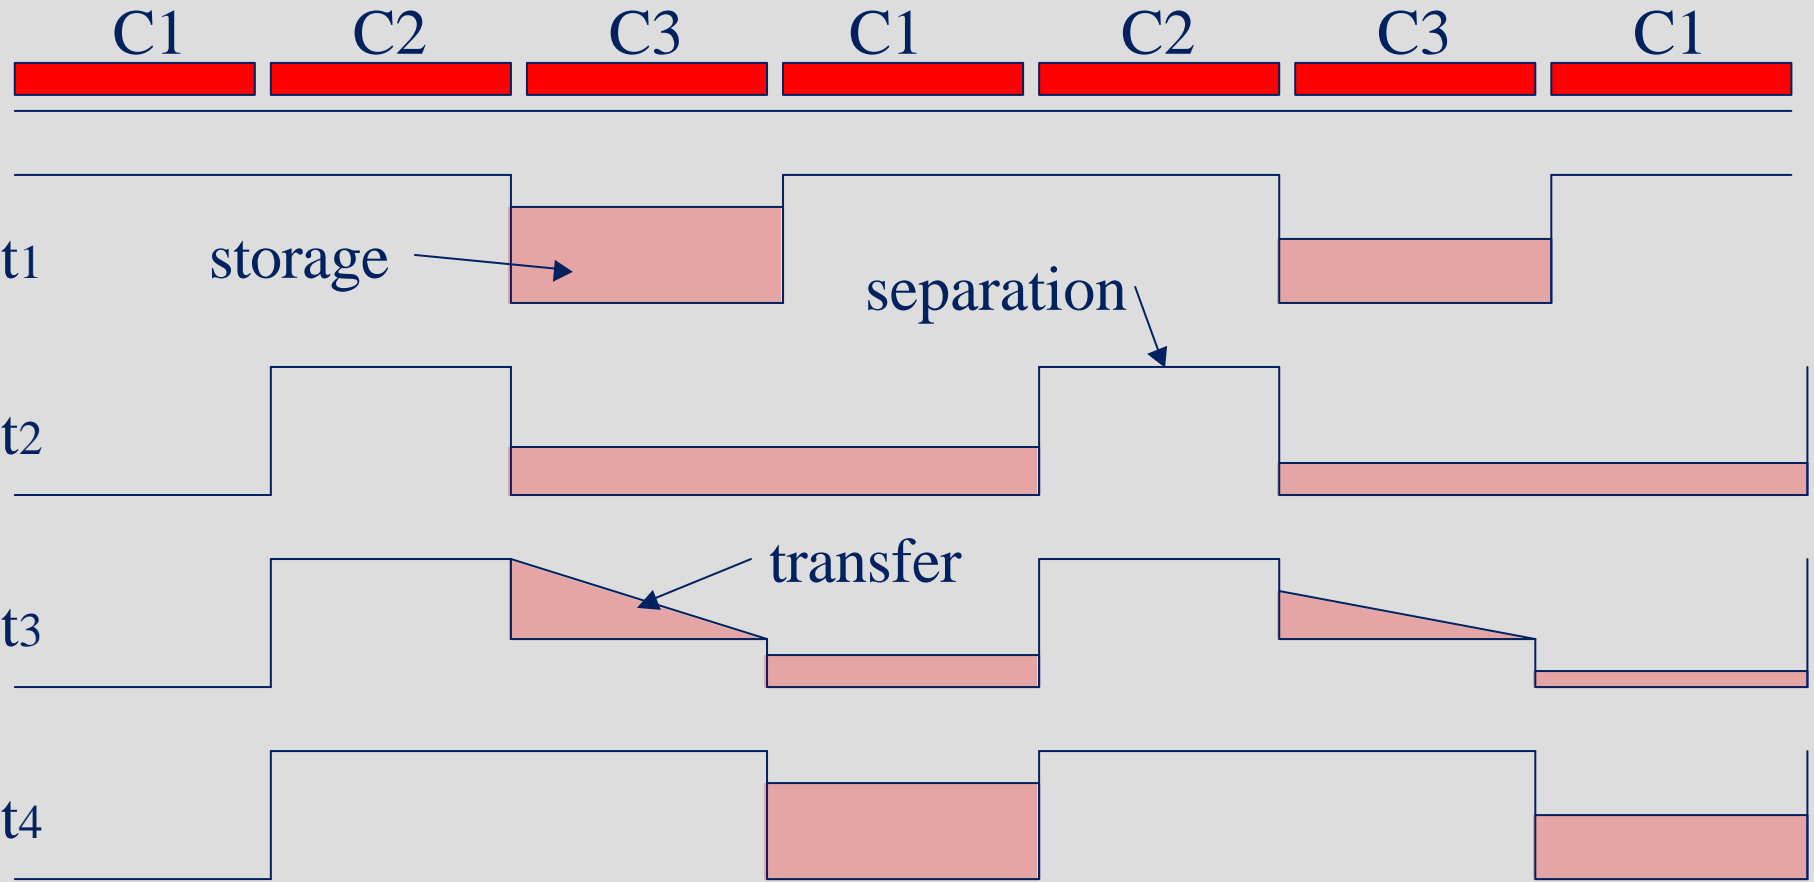 C1 C2 C3 C1 C2 C3 C1
t1
storage
separation
t2
transfer
t3
t4